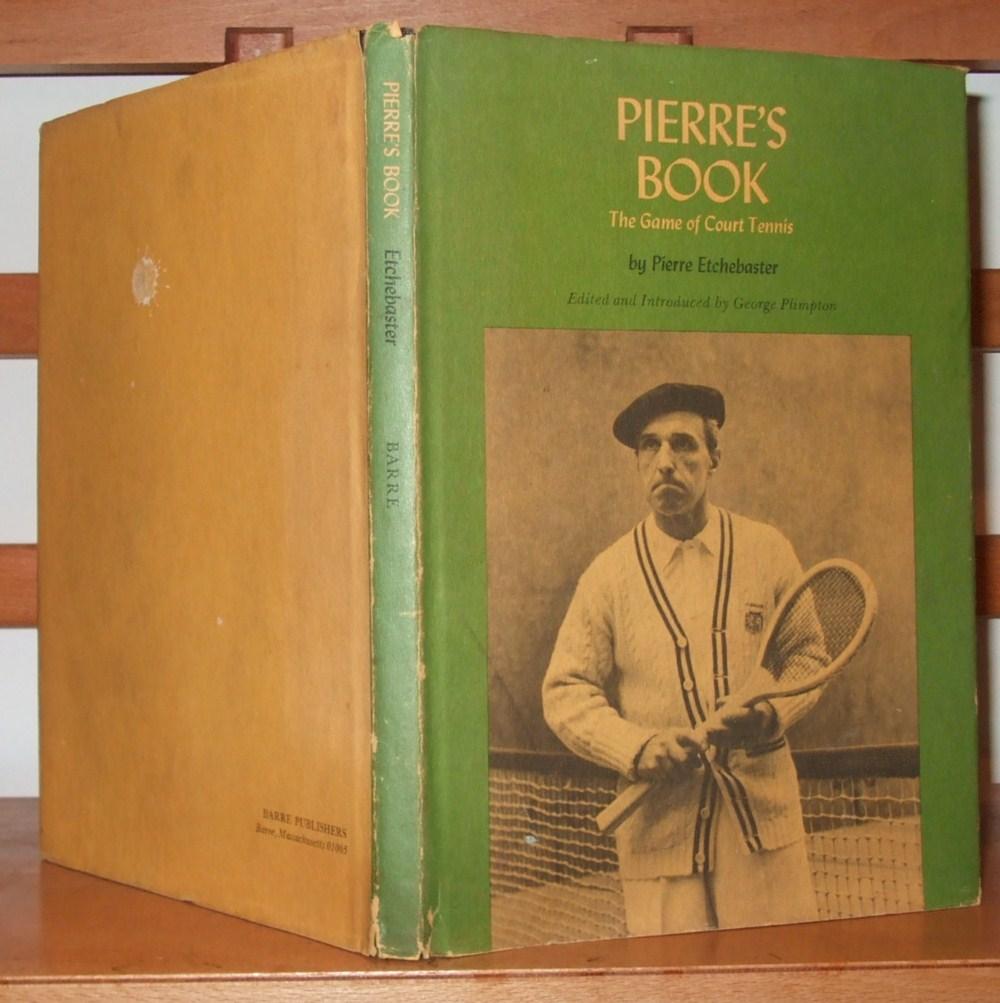 PIERRE'S
BOOK
The Game of Court Tennis
by Pierre Etchebaster
Edited and Introduced by George Plimpton
PIERRE'S BOOK Etchebaster BARRE
BARRE PUBLISHERS
Barre, Massachusetts 01005